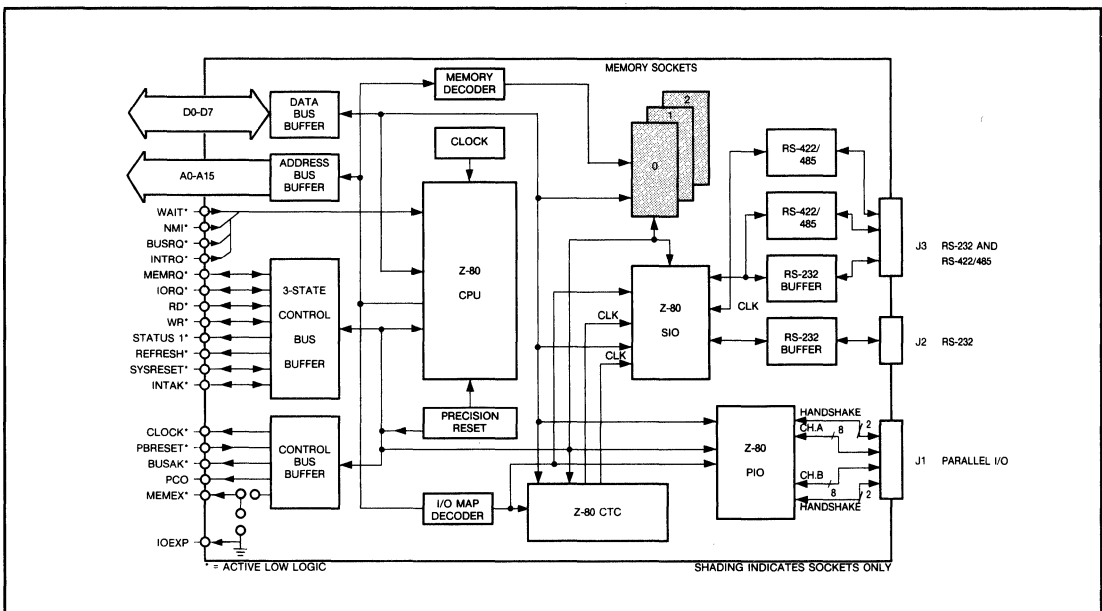 MEMORY SOCKETS
MEMORY
DECODER
D0-D7
DATA
BUS
BUFFER
CLOCK
A0-A15
ADDRESS
BUS
BUFFER
2
1
0
RS-422/
485
RS-422/
485
RS-232
BUFFER
RS-232
BUFFER
J3 RS-232 AND
RS-422/485
J2 RS-232
WAIT*
NMI*
BUSRQ*
INTRQ*
MEMRQ*
IORQ*
RD*
WR*
STATUS 1*
REFRESH*
SYSRESET*
INTAK*
3-STATE
CONTROL
BUS
BUFFER
Z-80
CPU
Z-80
SIO
CLK
CLK
CLK
PRECISION
RESET
CLOCK*
PBRESET*
BUSAK*
PCO
MEMEX*
IOEXP
CONTROL
BUS
BUFFER
I/O MAP
DECODER
Z-80 CTC
Z-80
PIO
HANDSHAKE
2
CH.A
8
CH.B
8
2
HANDSHAKE
J1 PARALLEL I/O
* = ACTIVE LOW LOGIC
SHADING INDICATES SOCKETS ONLY